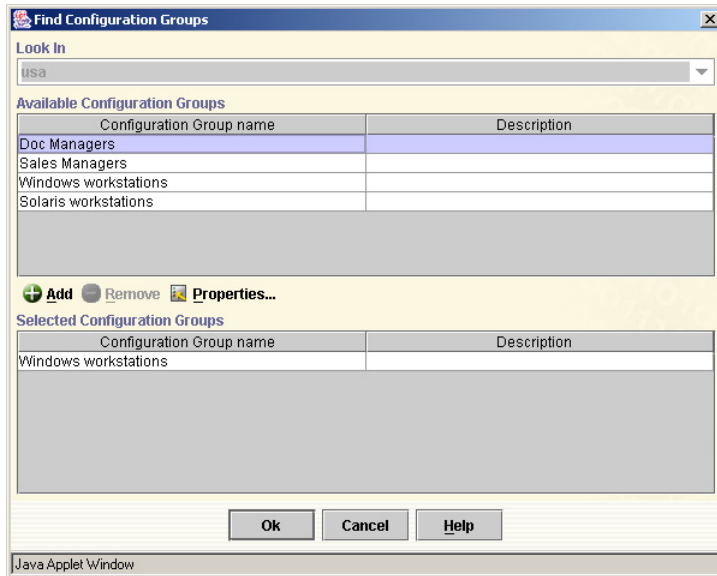 Find Configuration Groups
Look In
usa
Available Configuration Groups
Configuration Group name Description
Doc Managers
Sales Managers
Windows workstations
Solaris workstations
Add Remove Properties...
Selected Configuration Groups
Configuration Group name Description
Windows workstations
Ok Cancel Help
Java Applet Window